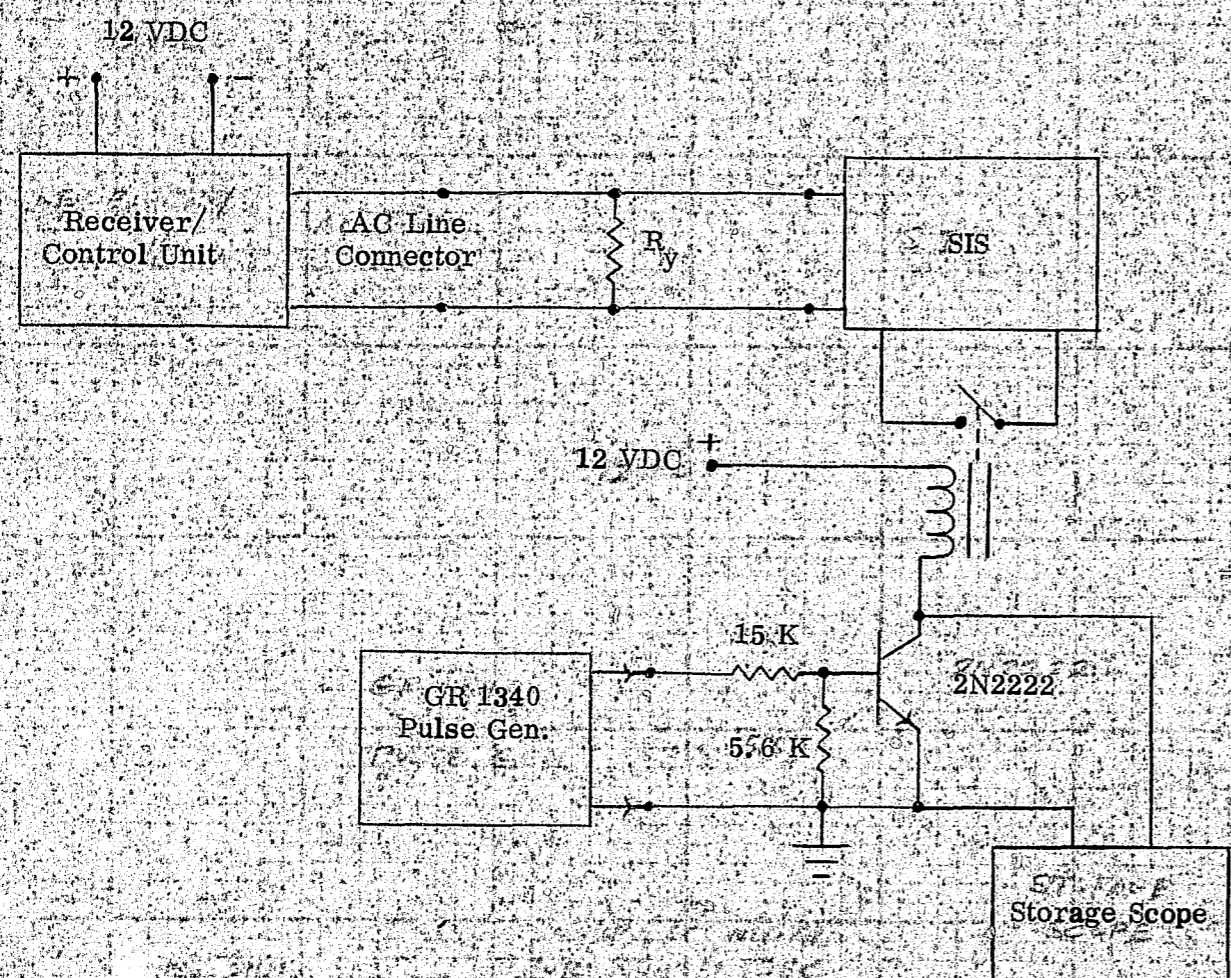 12 VDC
+ -
Receiver/
Control Unit
AC Line
Connector
R_y
SIS
+
12 VDC
15 K
2N2222
GR 1340
Pulse Gen.
5.6 K
Storage Scope